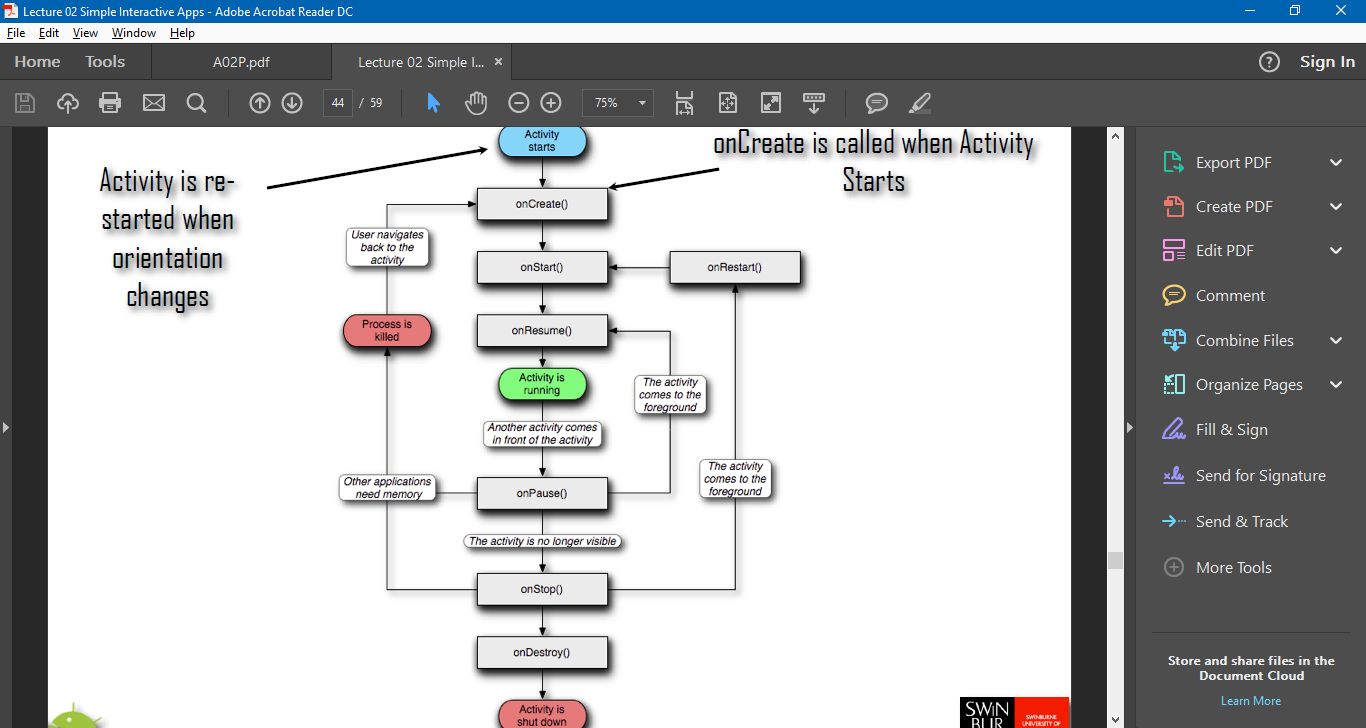 Lecture 02 Simple Interactive Apps - Adobe Acrobat Reader DC
File Edit View Window Help
Home Tools A02P.pdf Lecture 02 Simple I... × ? Sign In
44 / 59 75%
Activity
starts
onCreate is called when Activity
Starts
Activity is re-
started when
orientation
changes
onCreate()
User navigates
back to the
activity
onStart()
onRestart()
Process is
killed
onResume()
Activity is
running
The activity
comes to the
foreground
Another activity comes
in front of the activity
The activity
comes to the
foreground
Other applications
need memory
onPause()
The activity is no longer visible
onStop()
onDestroy()
Activity is
shut down
SWIN
BUR
SWINBURNE
UNIVERSITY OF
Export PDF
Create PDF
Edit PDF
Comment
Combine Files
Organize Pages
Fill & Sign
Send for Signature
Send & Track
More Tools
Store and share files in the
Document Cloud
Learn More